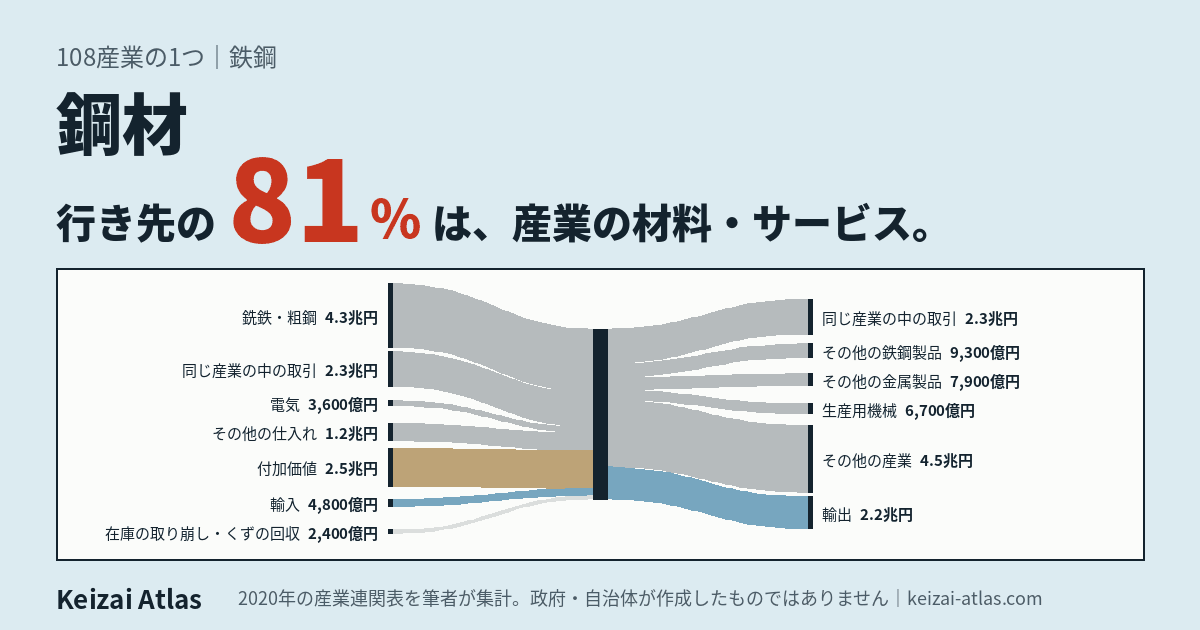 108産業の1つ｜鉄鋼
鋼材
行き先の 81% は、産業の材料・サービス。
銑鉄・粗鋼 4.3兆円
同じ産業の中の取引 2.3兆円
電気 3,600億円
その他の仕入れ 1.2兆円
付加価値 2.5兆円
輸入 4,800億円
在庫の取り崩し・くずの回収 2,400億円
同じ産業の中の取引 2.3兆円
その他の鉄鋼製品 9,300億円
その他の金属製品 7,900億円
生産用機械 6,700億円
その他の産業 4.5兆円
輸出 2.2兆円
Keizai Atlas 2020年の産業連関表を筆者が集計。政府・自治体が作成したものではありません｜keizai-atlas.com